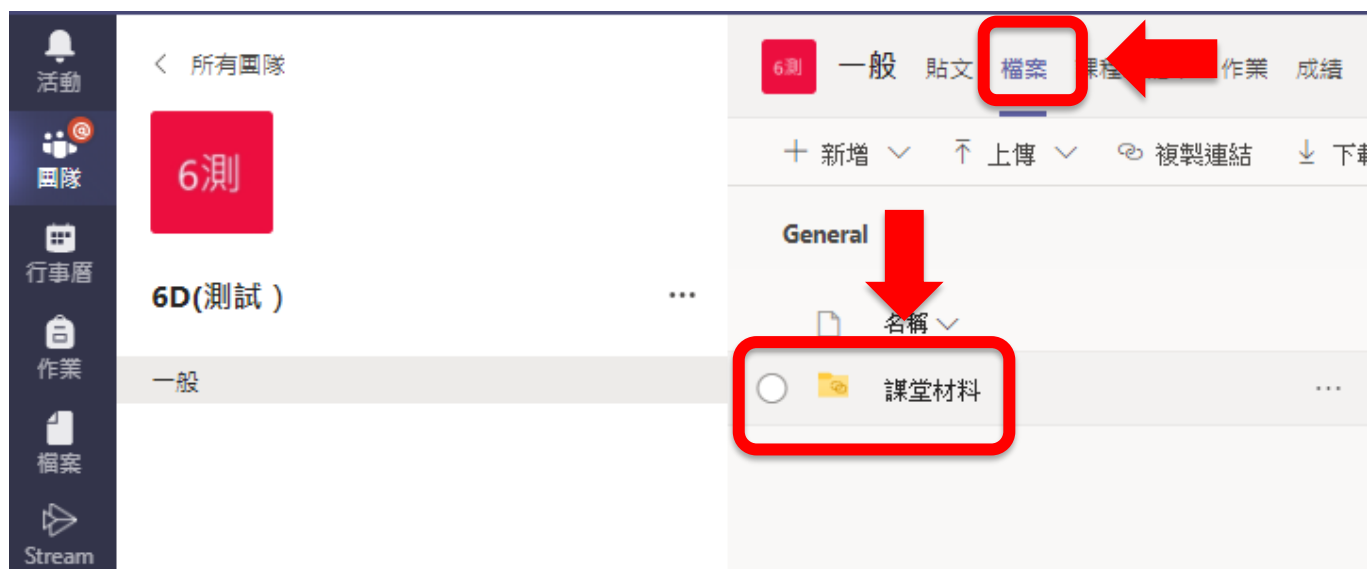 活動
團隊
行事曆
作業
檔案
Stream
所有團隊
6測
6D(測試)
一般
6測 一般 貼文 檔案 作業 成績
新增 上傳 複製連結
General
名稱
課堂材料